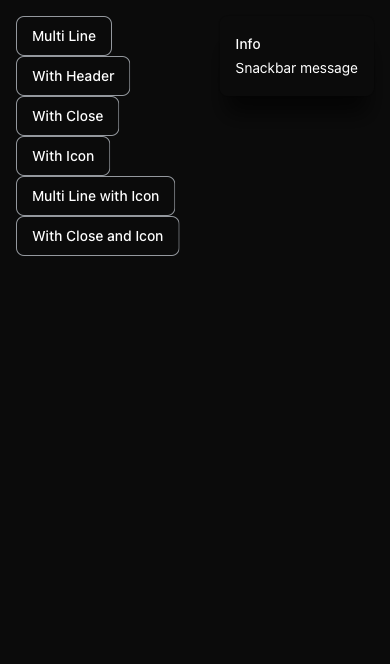 Multi Line
With Header
With Close
With Icon
Multi Line with Icon
With Close and Icon
Info
Snackbar message